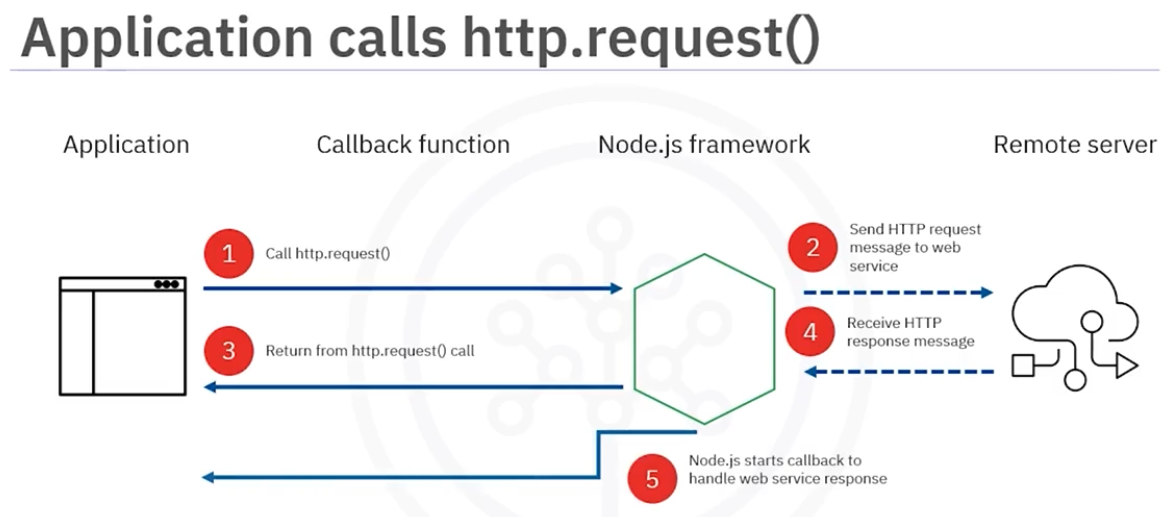 Application calls http.request()
Application
Callback function
Node.js framework
Remote server
1
Call http.request()
2
Send HTTP request
message to web
service
3
Return from http.request() call
4
Receive HTTP
response message
5
Node.js starts callback to
handle web service response